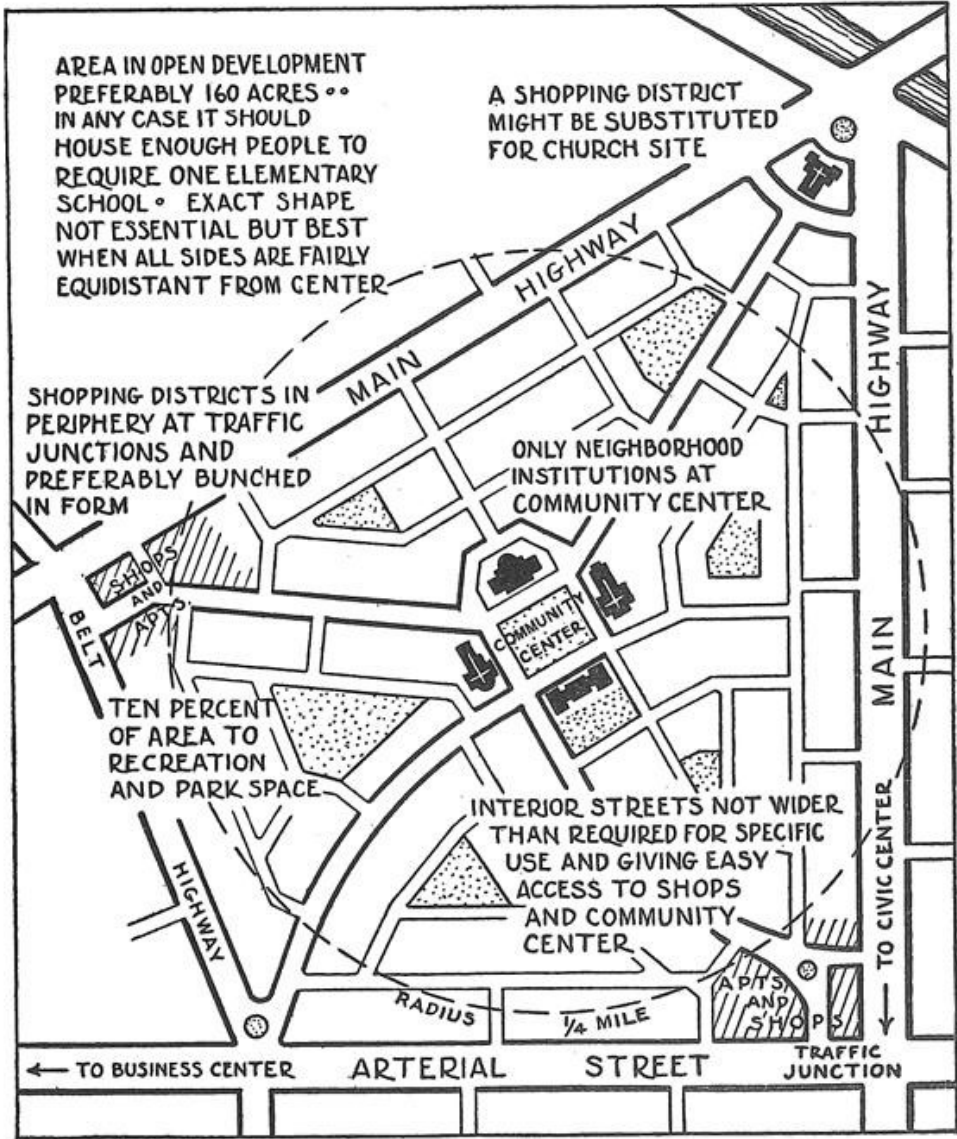 AREA IN OPEN DEVELOPMENT
PREFERABLY 160 ACRES ••
IN ANY CASE IT SHOULD
HOUSE ENOUGH PEOPLE TO
REQUIRE ONE ELEMENTARY
SCHOOL • EXACT SHAPE
NOT ESSENTIAL BUT BEST
WHEN ALL SIDES ARE FAIRLY
EQUIDISTANT FROM CENTER
A SHOPPING DISTRICT
MIGHT BE SUBSTITUTED
FOR CHURCH SITE
MAIN HIGHWAY
HIGHWAY
MAIN
SHOPPING DISTRICTS IN
PERIPHERY AT TRAFFIC
JUNCTIONS AND
PREFERABLY BUNCHED
IN FORM
ONLY NEIGHBORHOOD
INSTITUTIONS AT
COMMUNITY CENTER
SHOPS
AND
APTS
BELT
HIGHWAY
COMMUNITY
CENTER
TEN PERCENT
OF AREA TO
RECREATION
AND PARK SPACE
INTERIOR STREETS NOT WIDER
THAN REQUIRED FOR SPECIFIC
USE AND GIVING EASY
ACCESS TO SHOPS
AND COMMUNITY
CENTER
TO CIVIC CENTER
APTS
AND
SHOPS
RADIUS 1/4 MILE
← TO BUSINESS CENTER
ARTERIAL STREET
TRAFFIC
JUNCTION